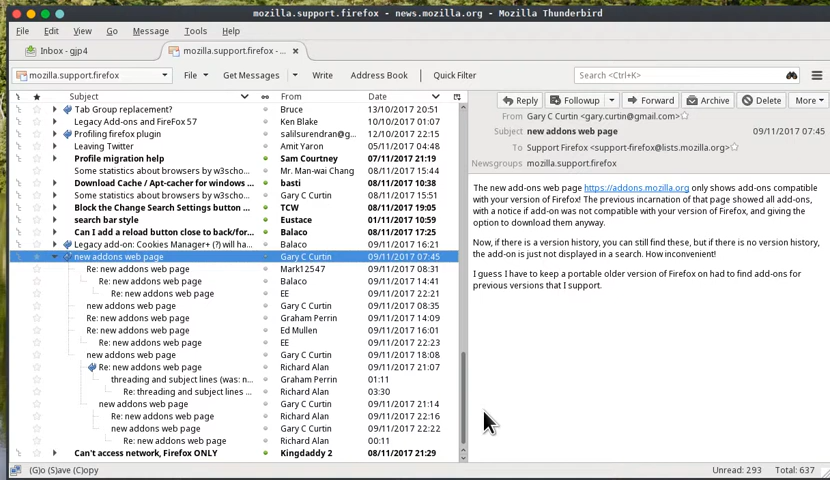 mozilla.support.firefox - news.mozilla.org - Mozilla Thunderbird
File Edit View Go Message Tools Help
Inbox - gjp4 mozilla.support.firefox - ...
mozilla.support.firefox File Get Messages Write Address Book Quick Filter Search <Ctrl+K>
Subject From Date
Tab Group replacement? Bruce 13/10/2017 20:51
Legacy Add-ons and FireFox 57 Ken Blake 10/10/2017 01:07
Profiling firefox plugin salilsurendran@g... 12/10/2017 22:15
Leaving Twitter Amit Yaron 05/11/2017 04:48
Profile migration help Sam Courtney 07/11/2017 21:19
Some statistics about browsers by w3scho... Mr. Man-wai Chang 08/11/2017 15:44
Download Cache / Apt-cacher for windows ... basti 08/11/2017 10:38
Some statistics about browsers by w3scho... Gary C Curtin 08/11/2017 15:51
Block the Change Search Settings button ... TCW 08/11/2017 19:05
search bar style Eustace 01/11/2017 10:59
Can I add a reload button close to back/for... Balaco 08/11/2017 17:25
Legacy add-on: Cookies Manager+ (?) will ha... Balaco 09/11/2017 16:21
new addons web page Gary C Curtin 09/11/2017 07:45
Re: new addons web page Mark12547 09/11/2017 08:31
Re: new addons web page Balaco 09/11/2017 14:41
Re: new addons web page EE 09/11/2017 22:21
new addons web page Gary C Curtin 09/11/2017 08:35
Re: new addons web page Graham Perrin 09/11/2017 14:09
Re: new addons web page Ed Mullen 09/11/2017 16:01
Re: new addons web page EE 09/11/2017 22:23
new addons web page Gary C Curtin 09/11/2017 18:08
Re: new addons web page Richard Alan 09/11/2017 21:07
threading and subject lines (was: n... Graham Perrin 01:11
Re: threading and subject lines ... Richard Alan 03:30
new addons web page Gary C Curtin 09/11/2017 21:14
Re: new addons web page Richard Alan 09/11/2017 22:16
new addons web page Gary C Curtin 09/11/2017 22:22
Re: new addons web page Richard Alan 00:11
Can't access network, Firefox ONLY Kingdaddy 2 08/11/2017 21:29
Reply Followup Forward Archive Delete More
From Gary C Curtin <gary.curtin@gmail.com>
Subject new addons web page 09/11/2017 07:45
To Support Firefox <support-firefox@lists.mozilla.org>
Newsgroups mozilla.support.firefox
The new add-ons web page https://addons.mozilla.org only shows add-ons compatible
with your version of Firefox! The previous incarnation of that page showed all add-ons,
with a notice if add-on was not compatible with your version of Firefox, and giving the
option to download them anyway.
Now, if there is a version history, you can still find these, but if there is no version history,
the add-on is just not displayed in a search. How inconvenient!
I guess I have to keep a portable older version of Firefox on had to find add-ons for
previous versions that I support.
(G)o (S)ave (C)opy Unread: 293 Total: 637